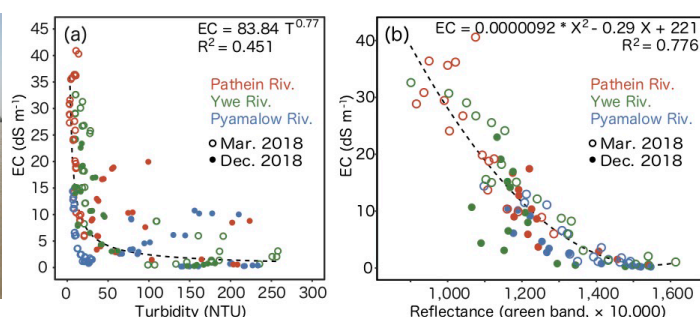 (a)
EC = 83.84 T^0.77
R² = 0.451
Pathein Riv.
Ywe Riv.
Pyamalow Riv.
Mar. 2018
Dec. 2018
EC (dS m⁻¹)
45
40
35
30
25
20
15
10
5
0
0 50 100 150 200 250 300
Turbidity (NTU)
(b)
EC = 0.0000092 * X² - 0.29 X + 221
R² = 0.776
Pathein Riv.
Ywe Riv.
Pyamalow Riv.
Mar. 2018
Dec. 2018
EC (dS m⁻¹)
40
30
20
10
0
1,000 1,200 1,400 1,600
Reflectance (green band, × 10,000)